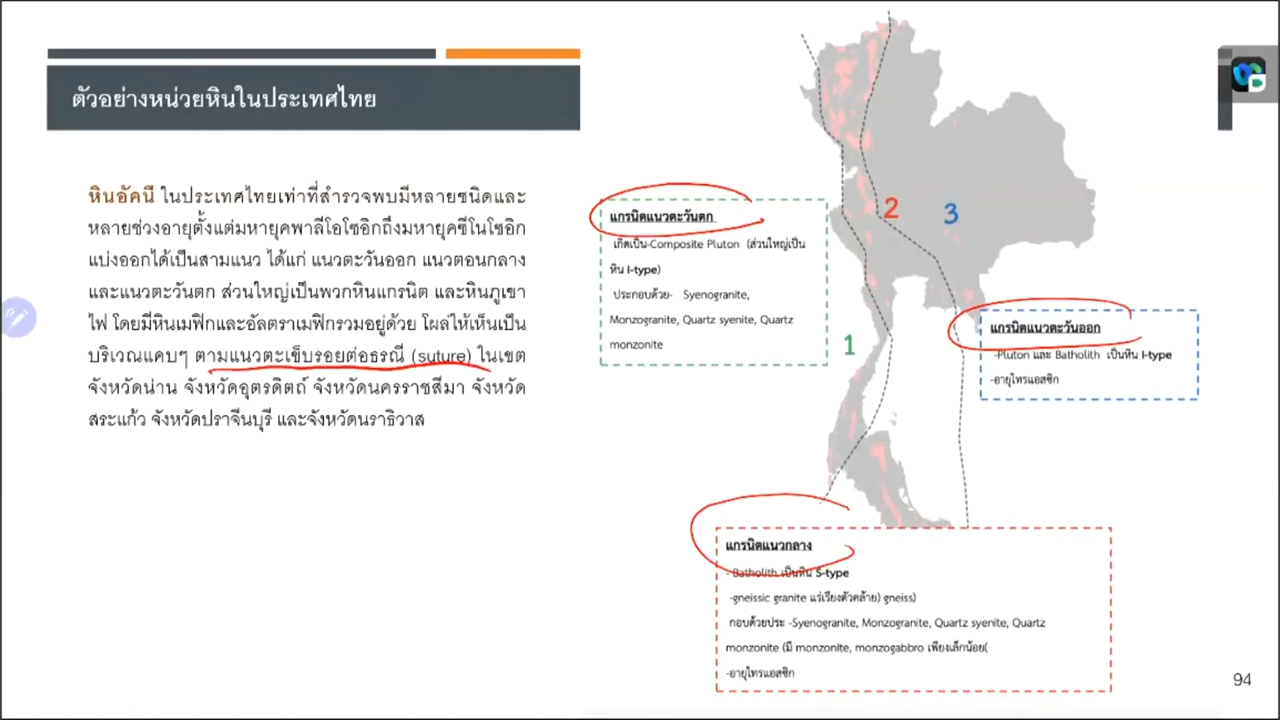 ตัวอย่างหน่วยหินในประเทศไทย
หินอัคนี ในประเทศไทยเท่าที่สำรวจพบมีหลายชนิดและ
หลายช่วงอายุตั้งแต่มหายุคพาลีโอโซอิกถึงมหายุคซีโนโซอิก
แบ่งออกได้เป็นสามแนว ได้แก่ แนวตะวันออก แนวตอนกลาง
และแนวตะวันตก ส่วนใหญ่เป็นพวกหินแกรนิต และหินภูเขา
ไฟ โดยมีหินเมฟิกและอัลตราเมฟิกรวมอยู่ด้วย โผล่ให้เห็นเป็น
บริเวณแคบๆ ตามแนวตะเข็บรอยต่อธรณี (suture) ในเขต
จังหวัดน่าน จังหวัดอุตรดิตถ์ จังหวัดนครราชสีมา จังหวัด
สระแก้ว จังหวัดปราจีนบุรี และจังหวัดนราธิวาส
แกรนิตแนวตะวันตก
เกิดเป็น-Composite Pluton (ส่วนใหญ่เป็น
หิน I-type)
ประกอบด้วย- Syenogranite,
Monzogranite, Quartz syenite, Quartz
monzonite
1
2
3
แกรนิตแนวตะวันออก
-Pluton และ Batholith เป็นหิน I-type
-อายุไทรแอสซิก
แกรนิตแนวกลาง
- Batholith เป็นหิน S-type
-gneissic granite แร่เรียงตัวคล้าย) gneiss)
กอบด้วยประ -Syenogranite, Monzogranite, Quartz syenite, Quartz
monzonite (มี monzonite, monzogabbro เพียงเล็กน้อย(
-อายุไทรแอสซิก
94